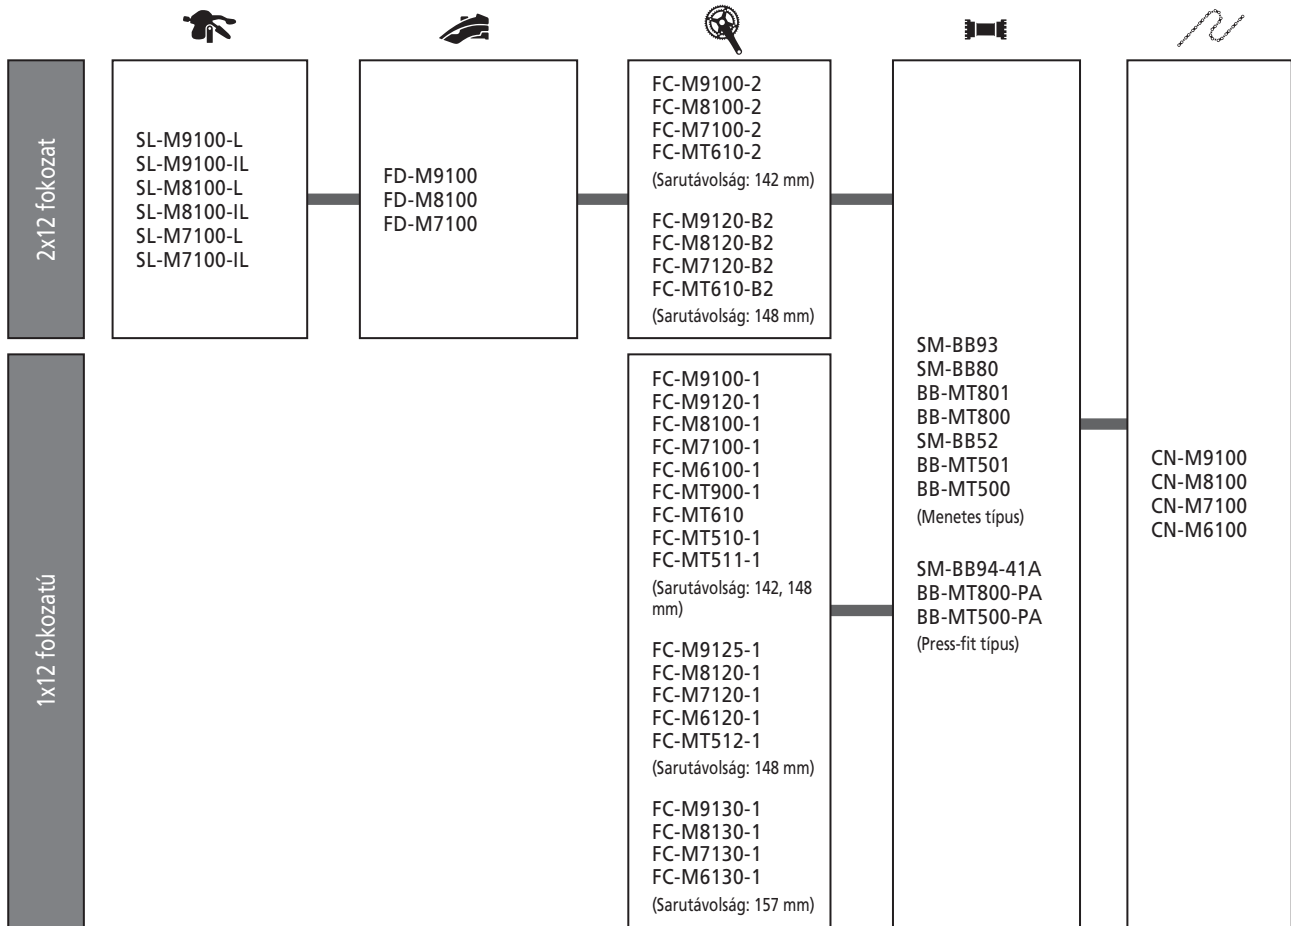 2x12 fokozat
SL-M9100-L
SL-M9100-IL
SL-M8100-L
SL-M8100-IL
SL-M7100-L
SL-M7100-IL
FD-M9100
FD-M8100
FD-M7100
FC-M9100-2
FC-M8100-2
FC-M7100-2
FC-MT610-2
(Sarutávolság: 142 mm)
FC-M9120-B2
FC-M8120-B2
FC-M7120-B2
FC-MT610-B2
(Sarutávolság: 148 mm)
1x12 fokozatú
FC-M9100-1
FC-M9120-1
FC-M8100-1
FC-M7100-1
FC-M6100-1
FC-MT900-1
FC-MT610
FC-MT510-1
FC-MT511-1
(Sarutávolság: 142, 148
mm)
FC-M9125-1
FC-M8120-1
FC-M7120-1
FC-M6120-1
FC-MT512-1
(Sarutávolság: 148 mm)
FC-M9130-1
FC-M8130-1
FC-M7130-1
FC-M6130-1
(Sarutávolság: 157 mm)
SM-BB93
SM-BB80
BB-MT801
BB-MT800
SM-BB52
BB-MT501
BB-MT500
(Menetes típus)
SM-BB94-41A
BB-MT800-PA
BB-MT500-PA
(Press-fit típus)
CN-M9100
CN-M8100
CN-M7100
CN-M6100